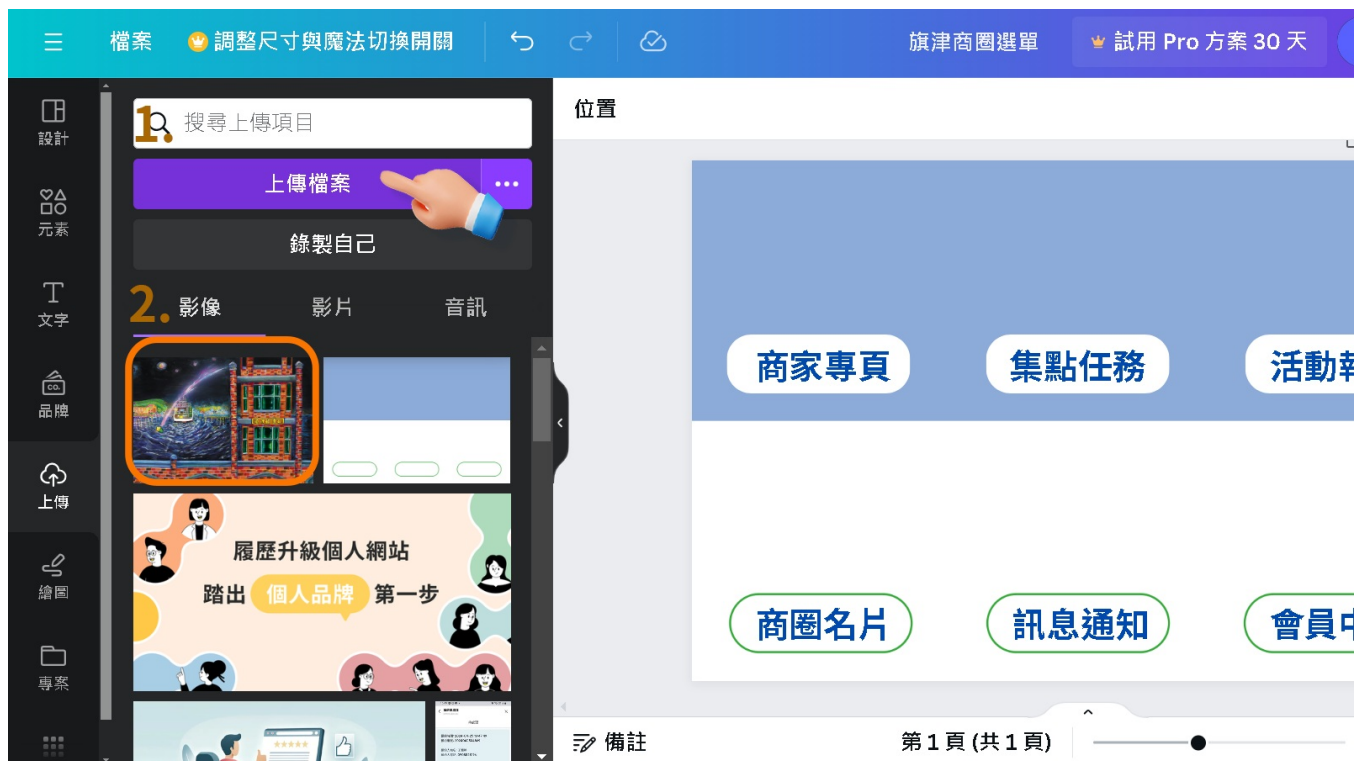 檔案
調整尺寸與魔法切換開關
旗津商圈選單
試用 Pro 方案 30 天
設計
元素
文字
品牌
CO.
上傳
繪圖
專案
1.
搜尋上傳項目
上傳檔案
錄製自己
2.
影像
影片
音訊
履歷升級個人網站
踏出 個人品牌 第一步
位置
商家專頁
集點任務
活動
商圈名片
訊息通知
會員
備註
第 1 頁 (共 1 頁)